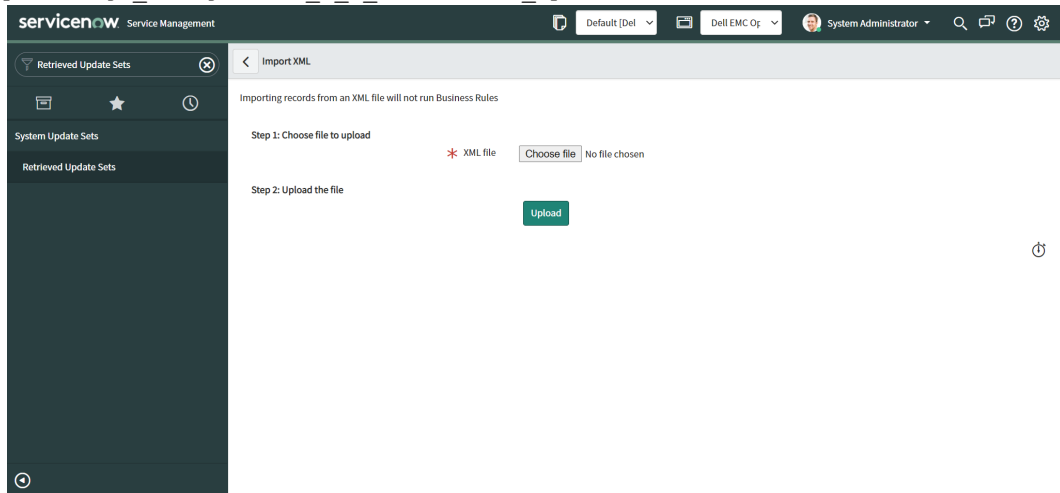 servicenow Service Management
Default [Del
Dell EMC Op
System Administrator
Retrieved Update Sets
Import XML
Importing records from an XML file will not run Business Rules
System Update Sets
Retrieved Update Sets
Step 1: Choose file to upload
XML file Choose file No file chosen
Step 2: Upload the file
Upload